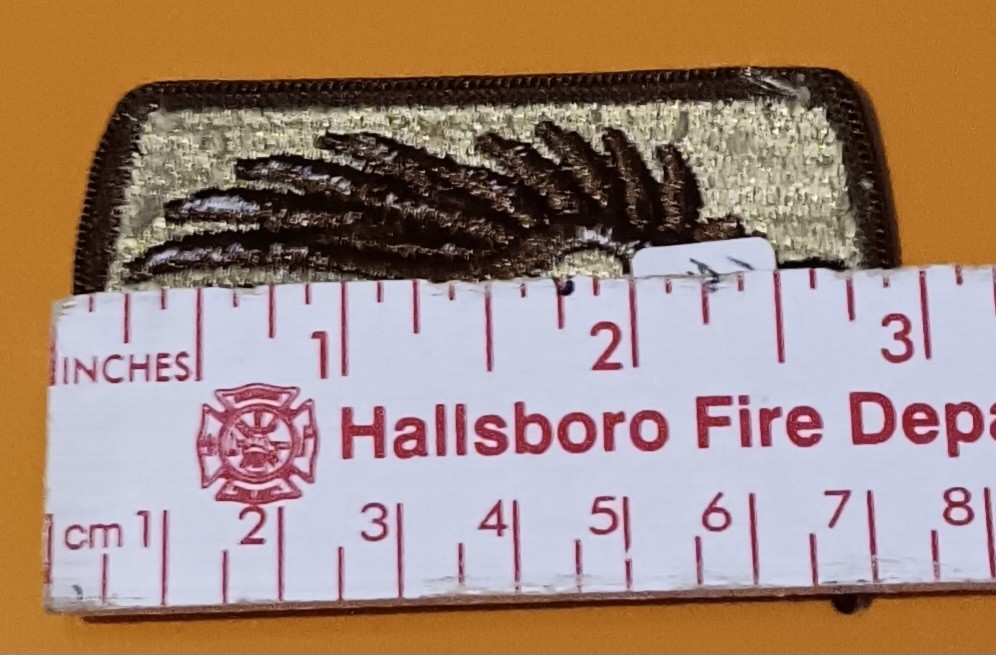 INCHES 1 2 3
Hallsboro Fire Depa
cm 1 2 3 4 5 6 7 8